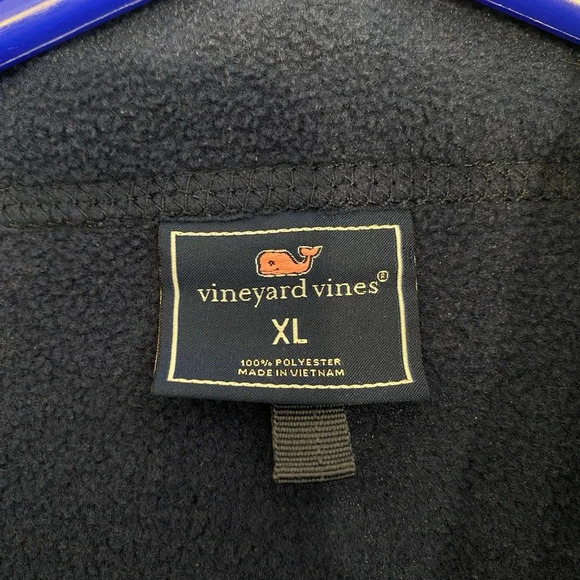 vineyard vines®
XL
100% POLYESTER
MADE IN VIETNAM